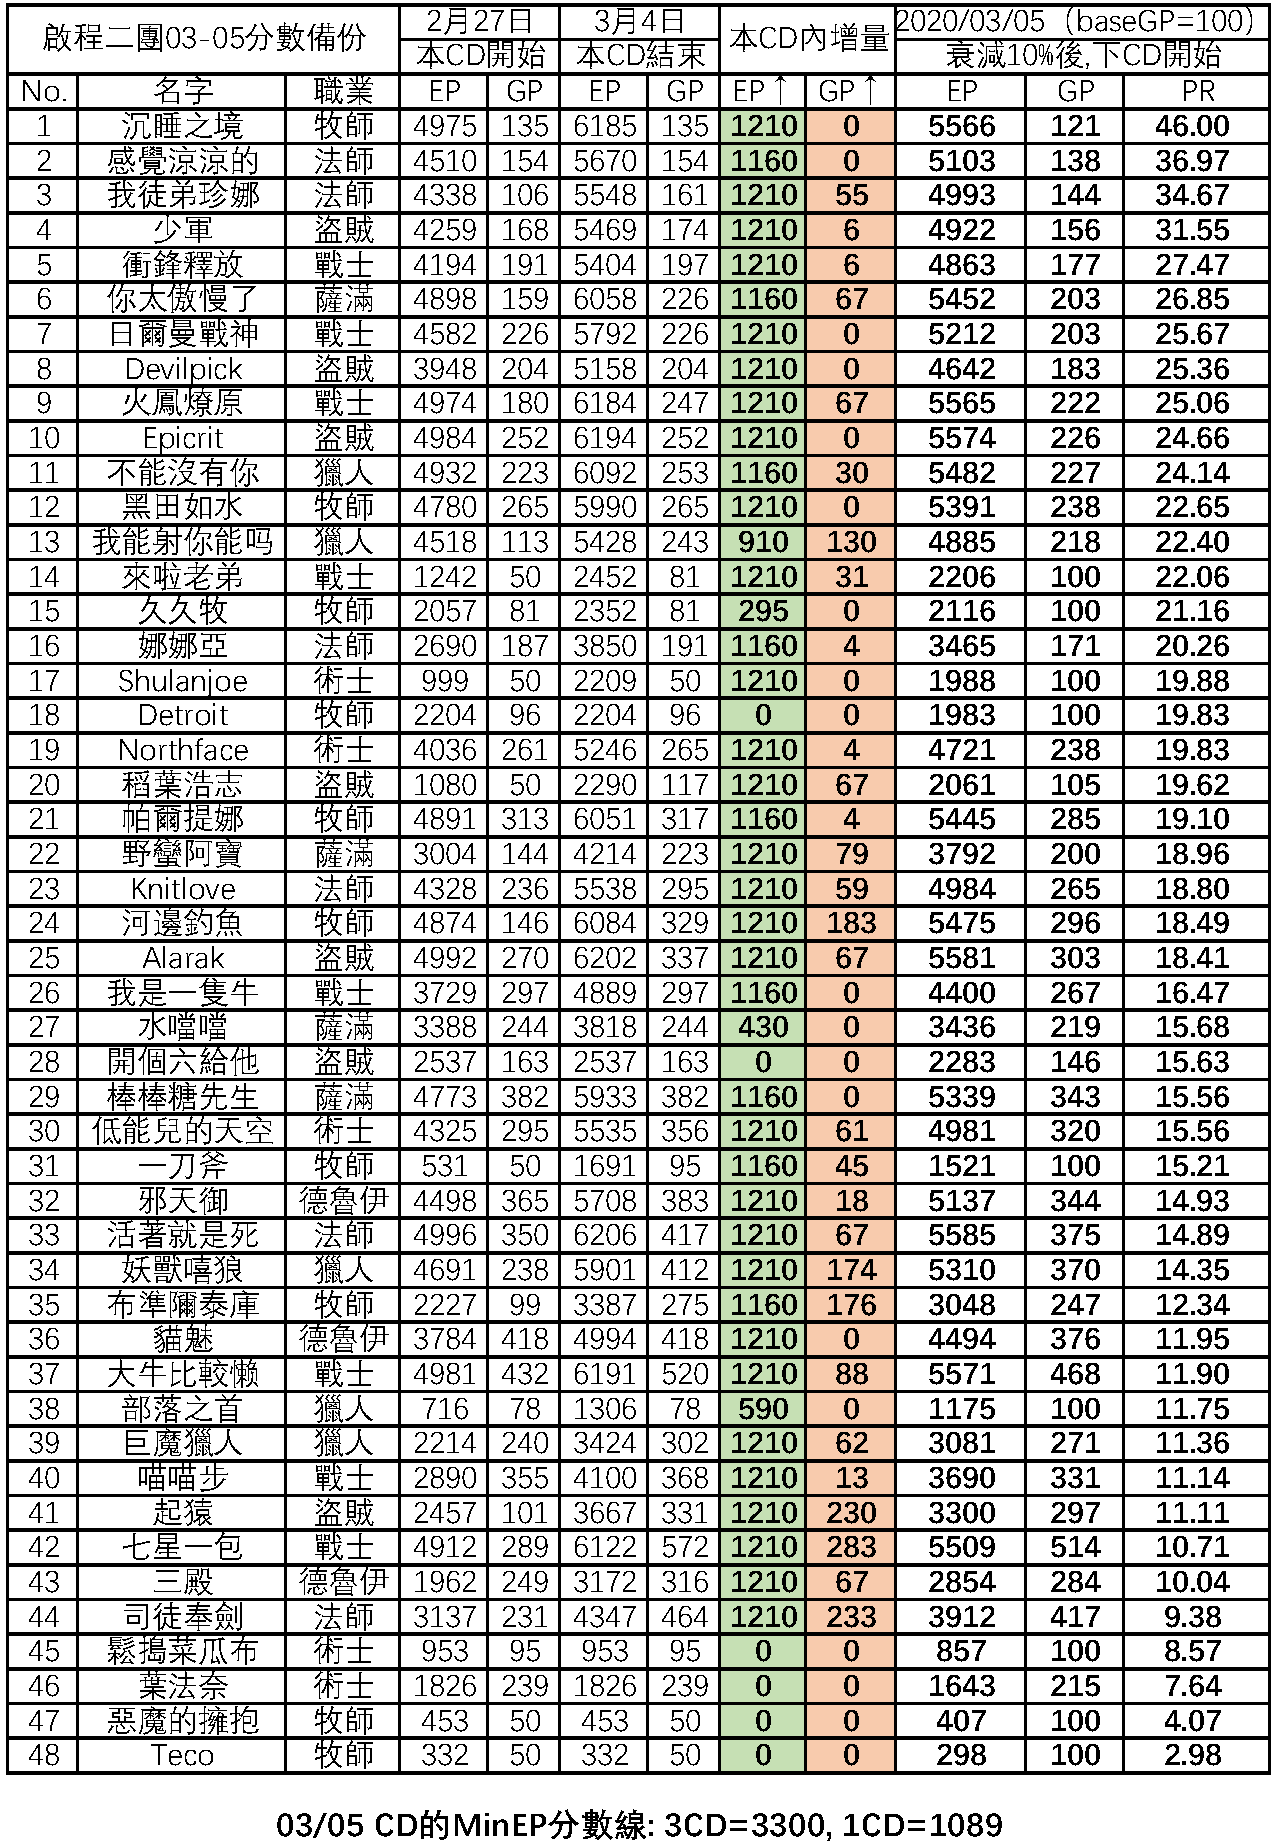 啟程二團03-05分數備份 2月27日 3月4日 本CD內增量 2020/03/05（baseGP=100）
本CD開始 本CD結束 衰減10%後,下CD開始
No. 名字 職業 EP GP EP GP EP↑ GP↑ EP GP PR
1 沉睡之境 牧師 4975 135 6185 135 1210 0 5566 121 46.00
2 感覺涼涼的 法師 4510 154 5670 154 1160 0 5103 138 36.97
3 我徒弟珍娜 法師 4338 106 5548 161 1210 55 4993 144 34.67
4 少軍 盜賊 4259 168 5469 174 1210 6 4922 156 31.55
5 衝鋒釋放 戰士 4194 191 5404 197 1210 6 4863 177 27.47
6 你太傲慢了 薩滿 4898 159 6058 226 1160 67 5452 203 26.85
7 日爾曼戰神 戰士 4582 226 5792 226 1210 0 5212 203 25.67
8 Devilpick 盜賊 3948 204 5158 204 1210 0 4642 183 25.36
9 火鳳燎原 戰士 4974 180 6184 247 1210 67 5565 222 25.06
10 Epicrit 盜賊 4984 252 6194 252 1210 0 5574 226 24.66
11 不能沒有你 獵人 4932 223 6092 253 1160 30 5482 227 24.14
12 黑田如水 牧師 4780 265 5990 265 1210 0 5391 238 22.65
13 我能射你能吗 獵人 4518 113 5428 243 910 130 4885 218 22.40
14 來啦老弟 戰士 1242 50 2452 81 1210 31 2206 100 22.06
15 久久牧 牧師 2057 81 2352 81 295 0 2116 100 21.16
16 娜娜亞 法師 2690 187 3850 191 1160 4 3465 171 20.26
17 Shulanjoe 術士 999 50 2209 50 1210 0 1988 100 19.88
18 Detroit 牧師 2204 96 2204 96 0 0 1983 100 19.83
19 Northface 術士 4036 261 5246 265 1210 4 4721 238 19.83
20 稻葉浩志 盜賊 1080 50 2290 117 1210 67 2061 105 19.62
21 帕爾提娜 牧師 4891 313 6051 317 1160 4 5445 285 19.10
22 野蠻阿寶 薩滿 3004 144 4214 223 1210 79 3792 200 18.96
23 Knitlove 法師 4328 236 5538 295 1210 59 4984 265 18.80
24 河邊釣魚 牧師 4874 146 6084 329 1210 183 5475 296 18.49
25 Alarak 盜賊 4992 270 6202 337 1210 67 5581 303 18.41
26 我是一隻牛 戰士 3729 297 4889 297 1160 0 4400 267 16.47
27 水噹噹 薩滿 3388 244 3818 244 430 0 3436 219 15.68
28 開個六給他 盜賊 2537 163 2537 163 0 0 2283 146 15.63
29 棒棒糖先生 薩滿 4773 382 5933 382 1160 0 5339 343 15.56
30 低能兒的天空 術士 4325 295 5535 356 1210 61 4981 320 15.56
31 一刀斧 牧師 531 50 1691 95 1160 45 1521 100 15.21
32 邪天御 德魯伊 4498 365 5708 383 1210 18 5137 344 14.93
33 活著就是死 法師 4996 350 6206 417 1210 67 5585 375 14.89
34 妖獸嘻狼 獵人 4691 238 5901 412 1210 174 5310 370 14.35
35 布準隬泰庫 牧師 2227 99 3387 275 1160 176 3048 247 12.34
36 貓魅 德魯伊 3784 418 4994 418 1210 0 4494 376 11.95
37 大牛比較懶 戰士 4981 432 6191 520 1210 88 5571 468 11.90
38 部落之首 獵人 716 78 1306 78 590 0 1175 100 11.75
39 巨魔獵人 獵人 2214 240 3424 302 1210 62 3081 271 11.36
40 喵喵步 戰士 2890 355 4100 368 1210 13 3690 331 11.14
41 起猿 盜賊 2457 101 3667 331 1210 230 3300 297 11.11
42 七星一包 戰士 4912 289 6122 572 1210 283 5509 514 10.71
43 三殿 德魯伊 1962 249 3172 316 1210 67 2854 284 10.04
44 司徒奉劍 法師 3137 231 4347 464 1210 233 3912 417 9.38
45 鬆搗菜瓜布 術士 953 95 953 95 0 0 857 100 8.57
46 葉法奈 術士 1826 239 1826 239 0 0 1643 215 7.64
47 惡魔的擁抱 牧師 453 50 453 50 0 0 407 100 4.07
48 Teco 牧師 332 50 332 50 0 0 298 100 2.98
03/05 CD的MinEP分數線: 3CD=3300, 1CD=1089